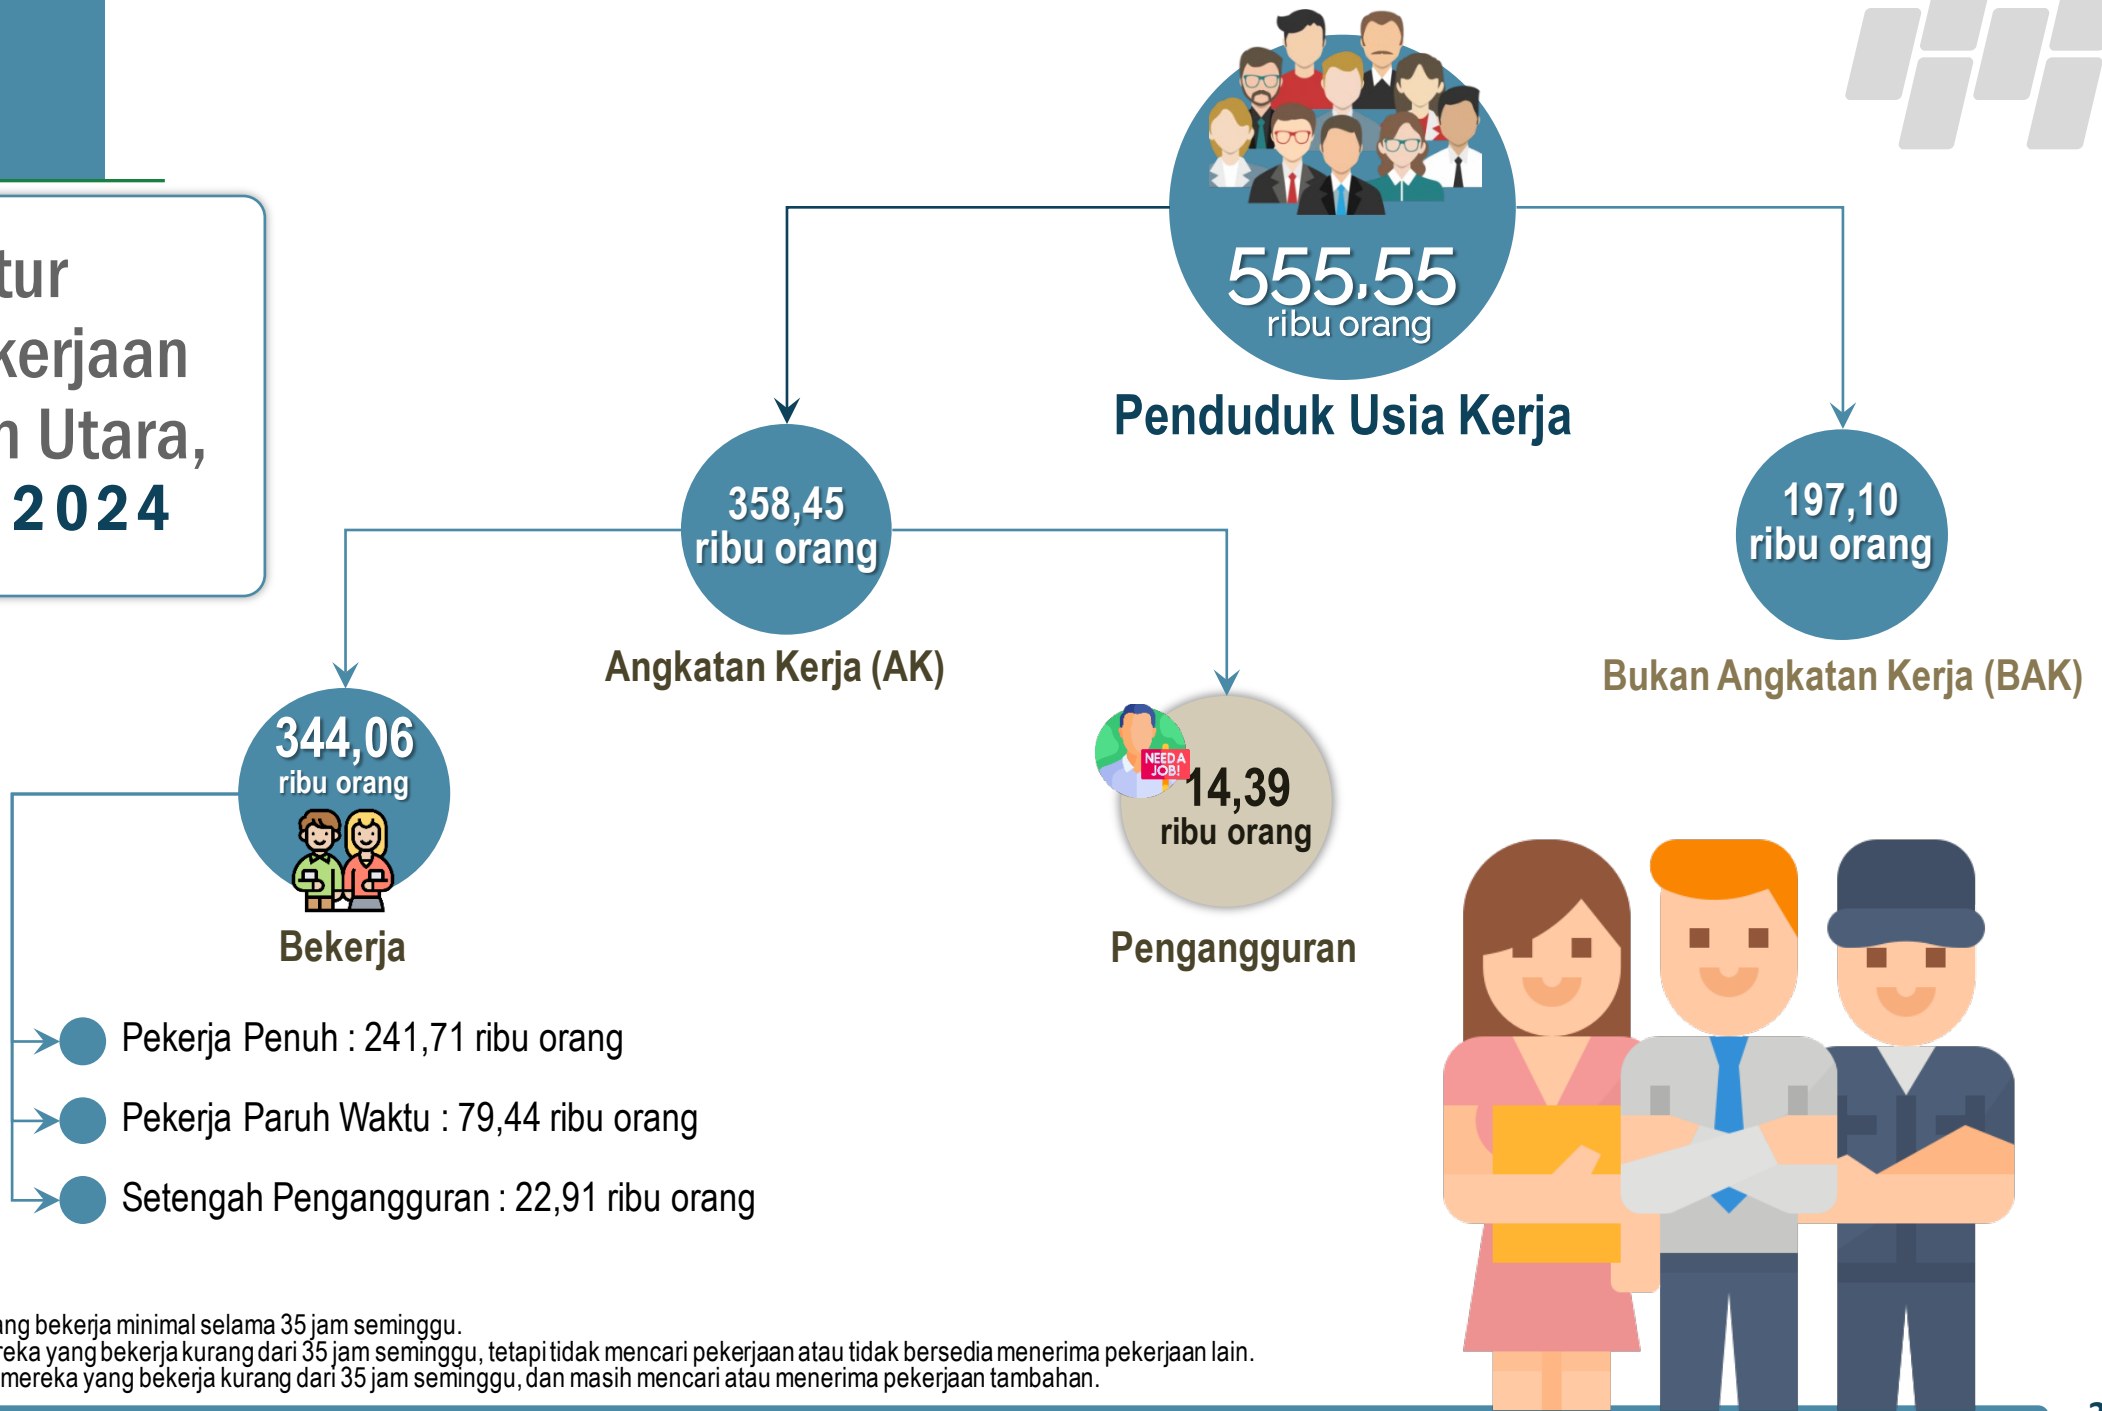 tur
kerjaan
n Utara,
2024
555,55
ribu orang
Penduduk Usia Kerja
358,45
ribu orang
Angkatan Kerja (AK)
197,10
ribu orang
Bukan Angkatan Kerja (BAK)
344,06
ribu orang
Bekerja
NEED A
JOB!
14,39
ribu orang
Pengangguran
Pekerja Penuh : 241,71 ribu orang
Pekerja Paruh Waktu : 79,44 ribu orang
Setengah Pengangguran : 22,91 ribu orang
ang bekerja minimal selama 35 jam seminggu.
reka yang bekerja kurang dari 35 jam seminggu, tetapi tidak mencari pekerjaan atau tidak bersedia menerima pekerjaan lain.
mereka yang bekerja kurang dari 35 jam seminggu, dan masih mencari atau menerima pekerjaan tambahan.